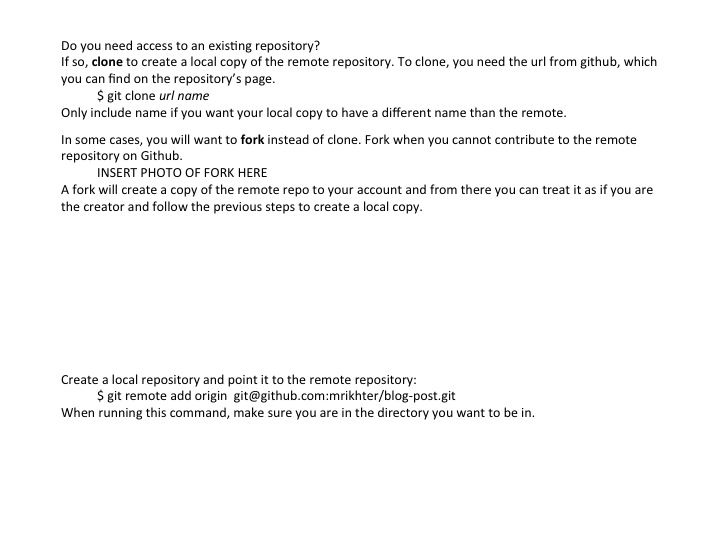 Do you need access to an existing repository?
If so, clone to create a local copy of the remote repository. To clone, you need the url from github, which
you can find on the repository’s page.
$ git clone url name
Only include name if you want your local copy to have a different name than the remote.
In some cases, you will want to fork instead of clone. Fork when you cannot contribute to the remote
repository on Github.
INSERT PHOTO OF FORK HERE
A fork will create a copy of the remote repo to your account and from there you can treat it as if you are
the creator and follow the previous steps to create a local copy.
Create a local repository and point it to the remote repository:
$ git remote add origin  git@github.com:mrikhter/blog-post.git
When running this command, make sure you are in the directory you want to be in.